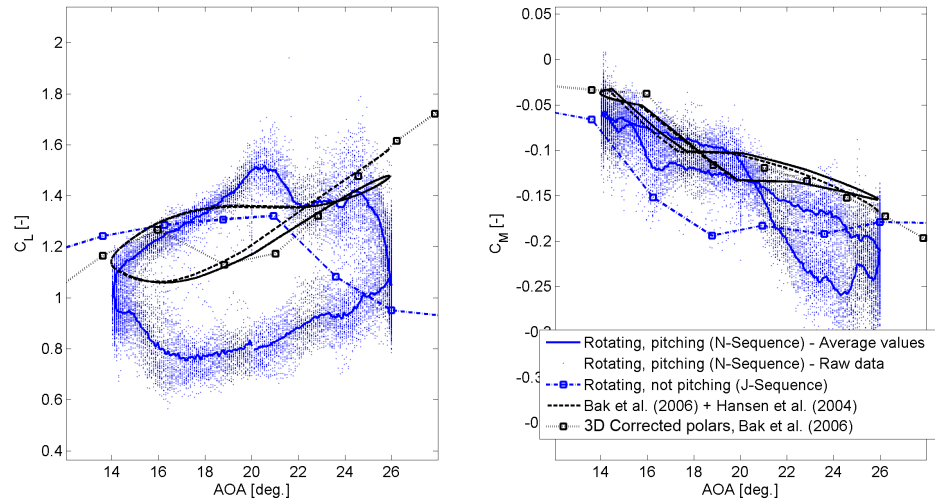 2
1.8
1.6
1.4
1.2
1
0.8
0.6
0.4
C_L [-]
14 16 18 20 22 24 26
AOA [deg.]
0.05
0
-0.05
-0.1
-0.15
-0.2
-0.25
C_M [-]
Rotating, pitching (N-Sequence) - Average values
Rotating, pitching (N-Sequence) - Raw data
Rotating, not pitching (J-Sequence)
Bak et al. (2006) + Hansen et al. (2004)
3D Corrected polars, Bak et al. (2006)
14 16 18 20 22 24 26
AOA [deg.]